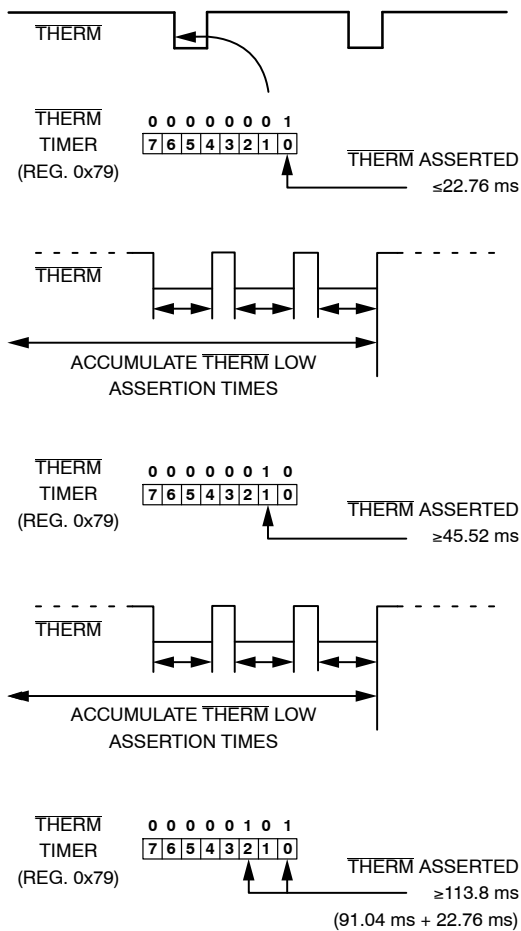 THERM
THERM
TIMER
(REG. 0x79)
0 0 0 0 0 0 0 1
7 6 5 4 3 2 1 0
THERM ASSERTED
≤22.76 ms
THERM
ACCUMULATE THERM LOW
ASSERTION TIMES
THERM
TIMER
(REG. 0x79)
0 0 0 0 0 0 1 0
7 6 5 4 3 2 1 0
THERM ASSERTED
≥45.52 ms
THERM
ACCUMULATE THERM LOW
ASSERTION TIMES
THERM
TIMER
(REG. 0x79)
0 0 0 0 0 1 0 1
7 6 5 4 3 2 1 0
THERM ASSERTED
≥113.8 ms
(91.04 ms + 22.76 ms)